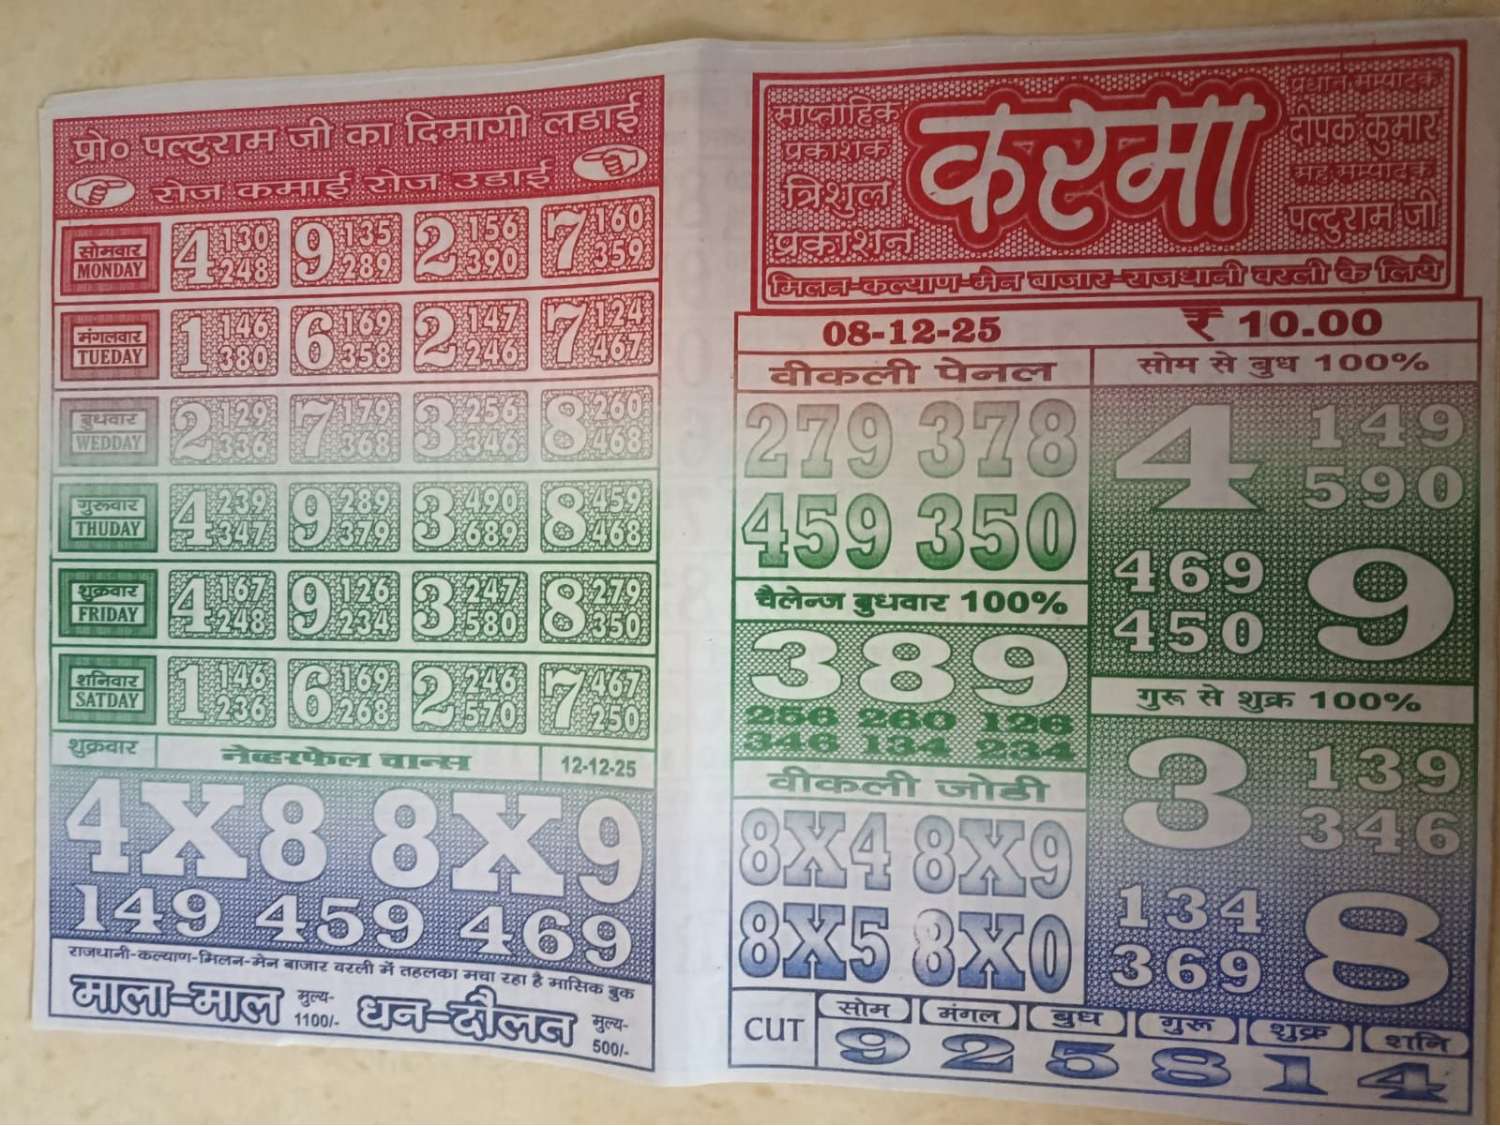 प्रो० पल्टुराम जी का दिमागी लडाई
रोज कमाई रोज उडाई
सोमवार MONDAY 4 130 248 9 135 289 2 156 390 7 160 359
मंगलवार TUEDAY 1 146 380 6 169 358 2 147 246 7 124 467
बुधवार WEDDAY 2 129 336 7 179 368 3 256 346 8 260 468
गुरूवार THUDAY 4 239 347 9 289 379 3 490 689 8 459 468
शुक्रवार FRIDAY 4 167 248 9 126 234 3 247 580 8 279 350
शनिवार SATDAY 1 146 236 6 169 268 2 246 570 7 467 250
शुक्रवार नेव्हरफेल चान्स 12-12-25
4X8 8X9
149 459 469
राजधानी-कल्याण-मिलन-मेन बाजार वरली में तहलका मचा रहा है मासिक बुक
माला-माल मुल्य- 1100/- धन-दौलत मुल्य- 500/-
साप्ताहिक
प्रकाशक
त्रिशुल
प्रकाशन
करमा
प्रधान सम्पादक
दीपक कुमार
सह सम्पादक
पल्टुराम जी
मिलन-कल्याण-मैन बाजार-राजधानी वरली के लिये
08-12-25 ₹ 10.00
वीकली पेनल
279 378
459 350
चैलेन्ज बुधवार 100%
389
256 260 126
346 134 234
वीकली जोडी
8X4 8X9
8X5 8X0
सोम से बुध 100%
4 149
590
469 9
450
गुरू से शुक्र 100%
3 139
346
134 8
369
CUT सोम मंगल बुध गुरू शुक्र शनि
9 2 5 8 1 4